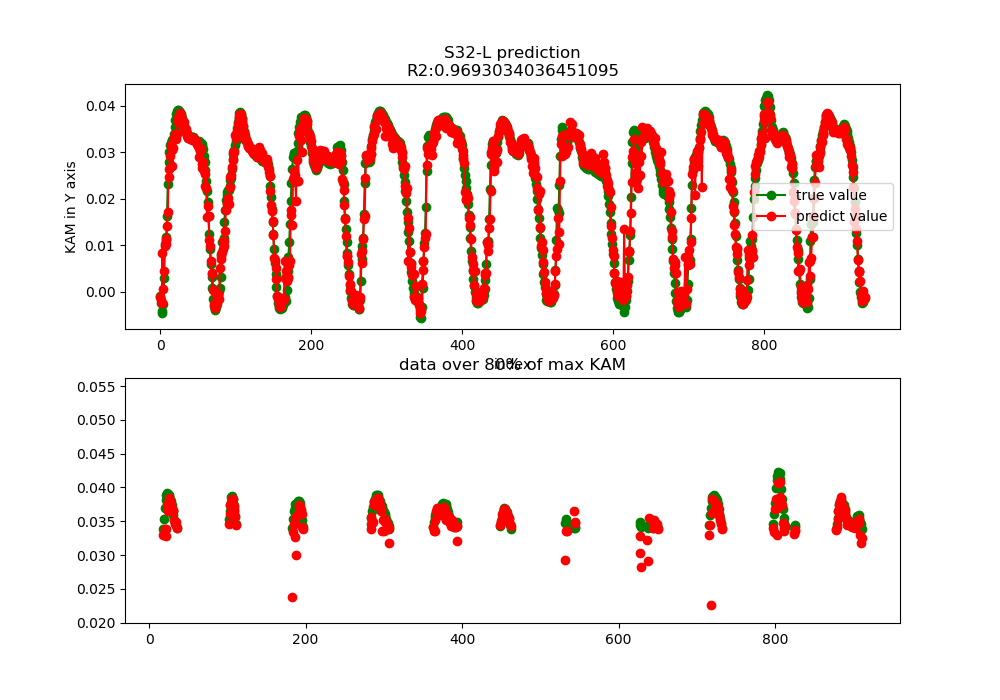 S32-L prediction
R2:0.9693034036451095
KAM in Y axis
0.04
0.03
0.02
0.01
0.00
true value
predict value
0 200 400 600 800
index
data over 80% of max KAM
0.055
0.050
0.045
0.040
0.035
0.030
0.025
0.020
0 200 400 600 800